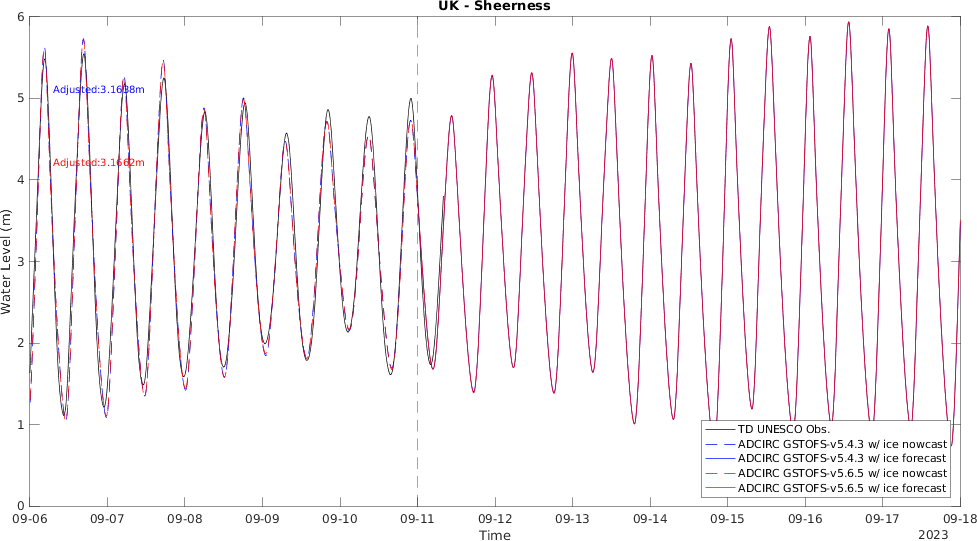 UK - Sheerness
6
5
4
3
2
1
0
Water Level (m)
Adjusted:3.1638m
Adjusted:3.1662m
TD UNESCO Obs.
ADCIRC GSTOFS-v5.4.3 w/ ice nowcast
ADCIRC GSTOFS-v5.4.3 w/ ice forecast
ADCIRC GSTOFS-v5.6.5 w/ ice nowcast
ADCIRC GSTOFS-v5.6.5 w/ ice forecast
09-06 09-07 09-08 09-09 09-10 09-11 09-12 09-13 09-14 09-15 09-16 09-17 09-18
Time
2023